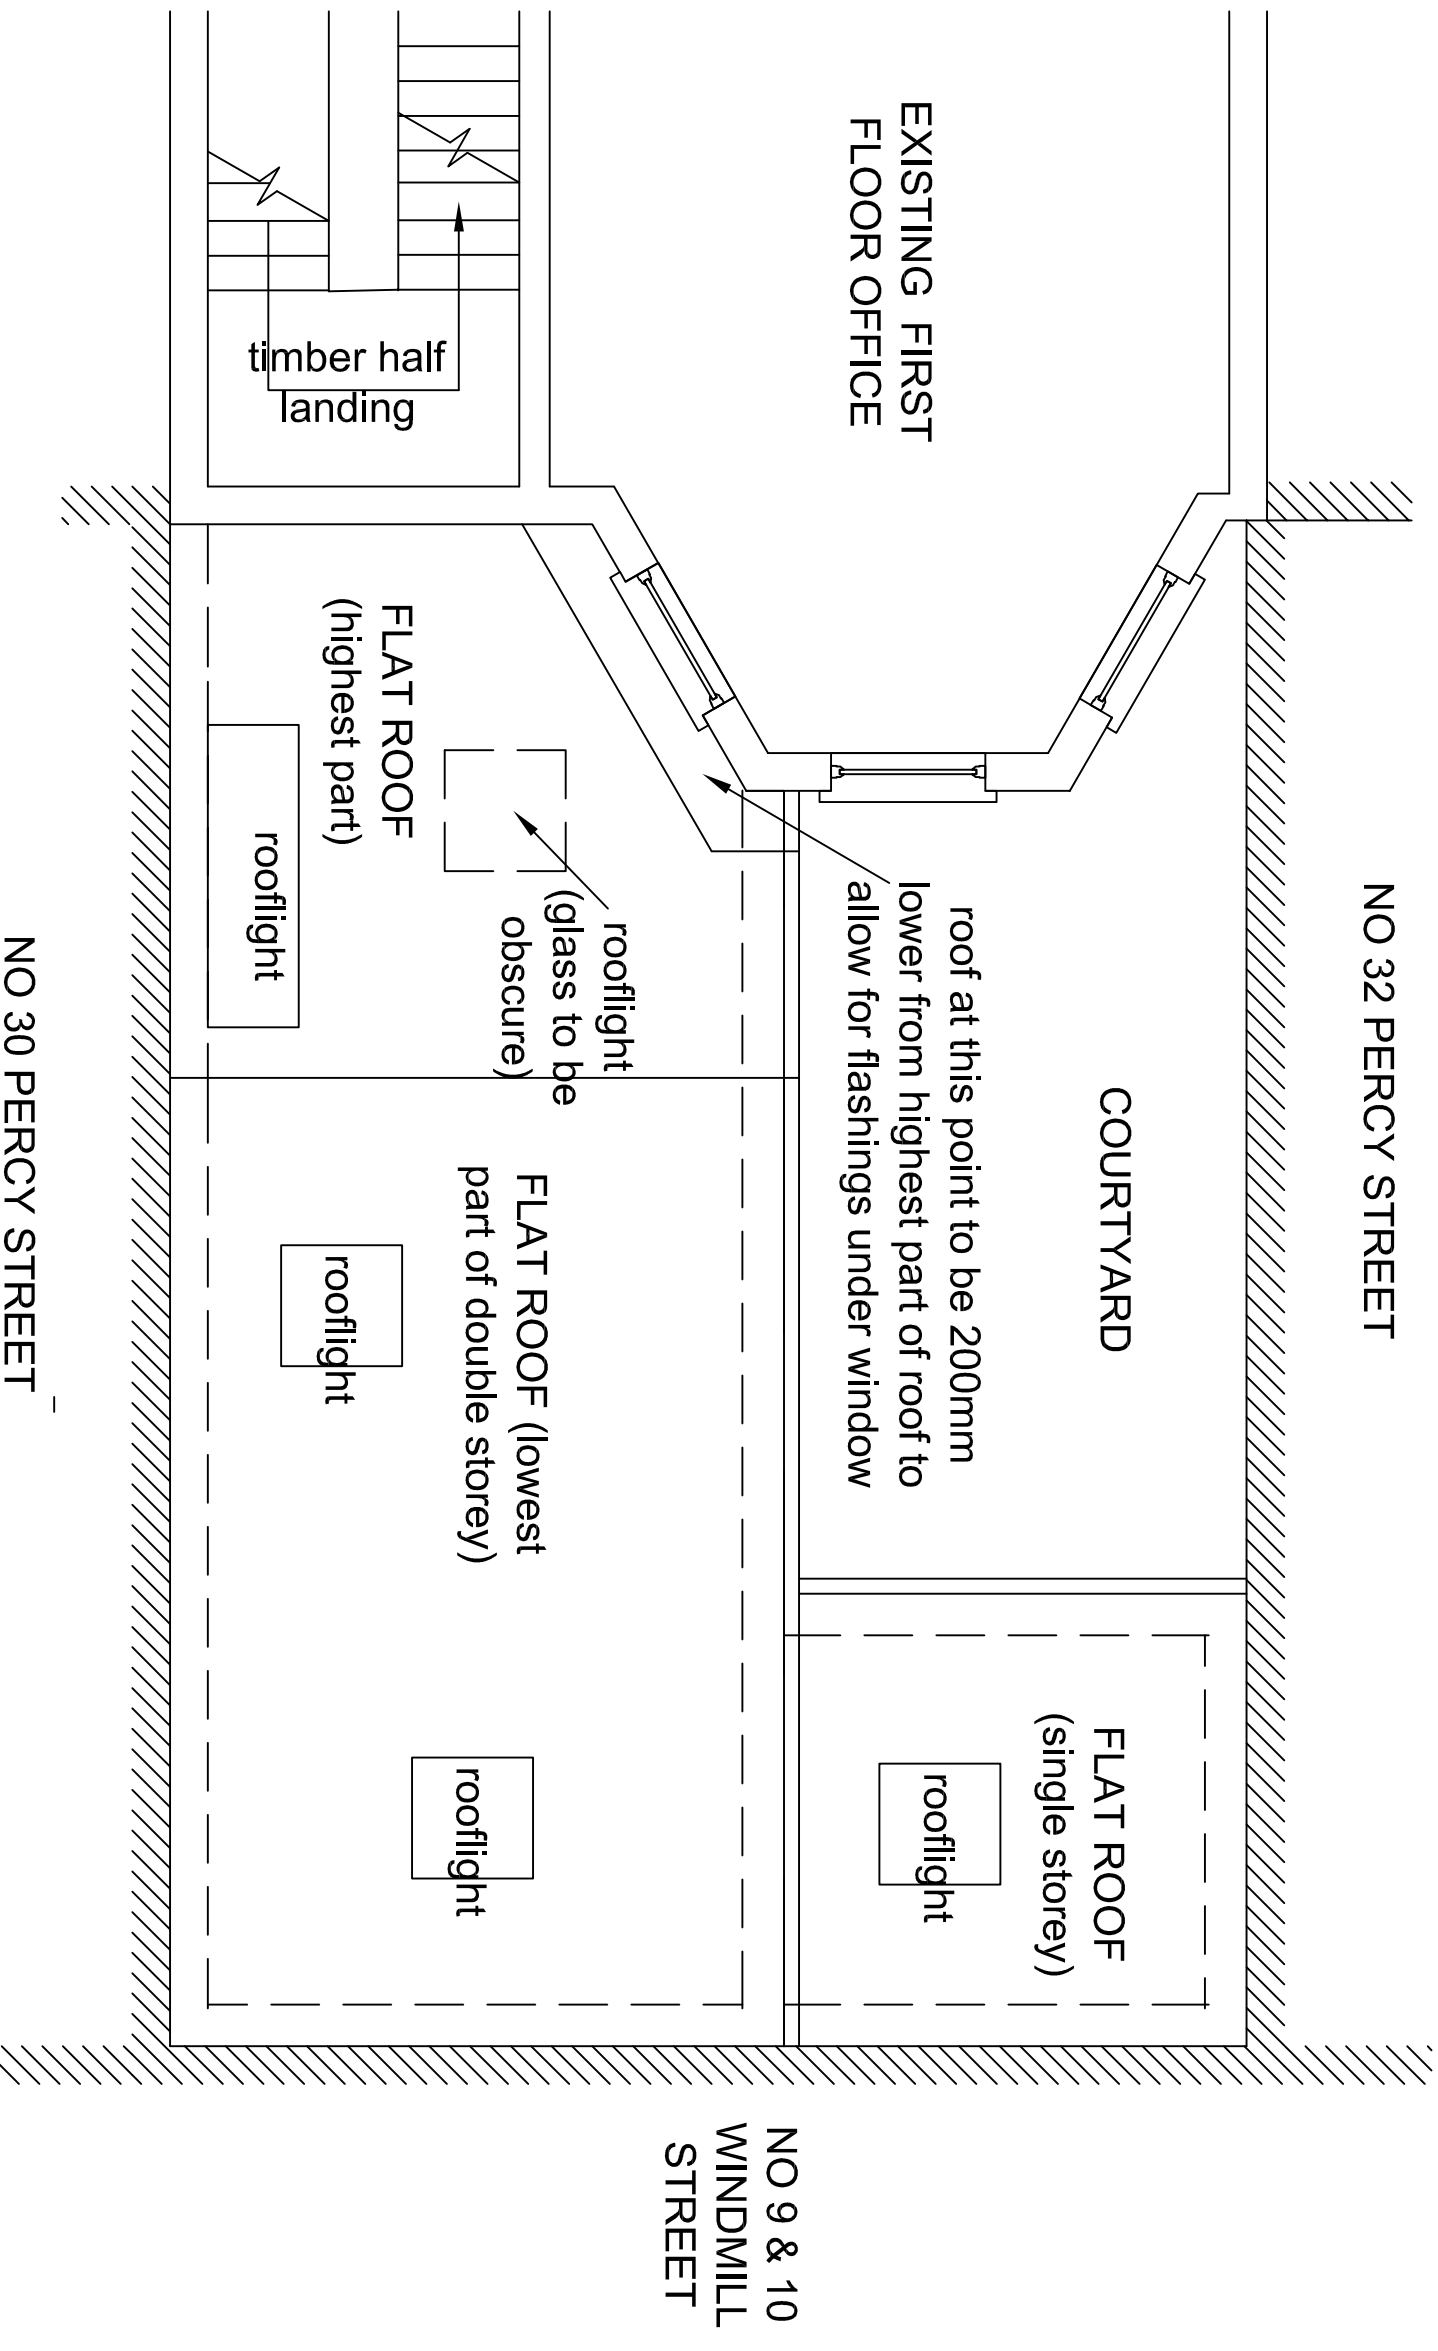 NO 32 PERCY STREET
EXISTING FIRST
FLOOR OFFICE
COURTYARD
roof at this point to be 200mm
lower from highest part of roof to
allow for flashings under window
FLAT ROOF
(single storey)
rooflight
timber half
landing
FLAT ROOF
(highest part)
rooflight
(glass to be
obscure)
rooflight
FLAT ROOF (lowest
part of double storey)
rooflight
rooflight
NO 9 & 10
WINDMILL
STREET
NO 30 PERCY STREET